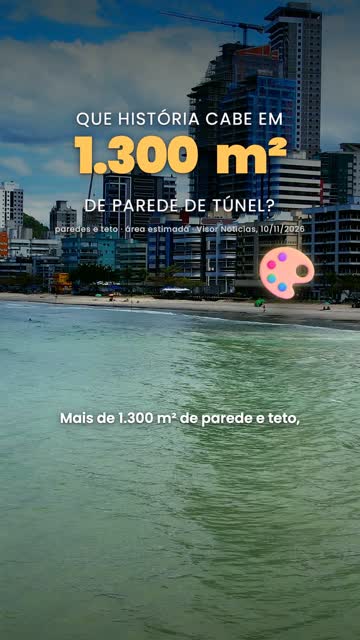 QUE HISTÓRIA CABE EM
1.300 m²
DE PAREDE DE TÚNEL?
paredes e teto · área estimada · Visor Notícias, 10/11/2026
Mais de 1.300 m² de parede e teto,